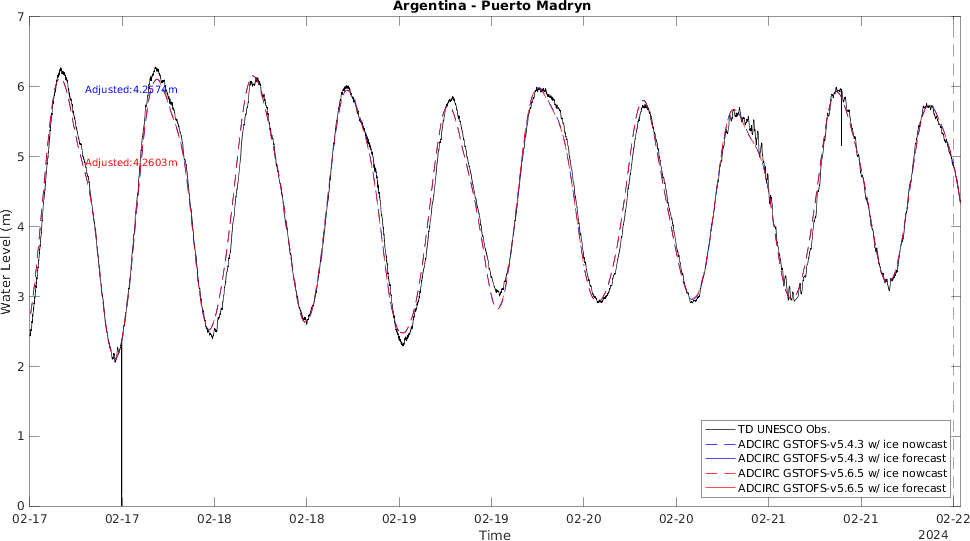 Argentina - Puerto Madryn
7
6
5
4
3
2
1
0
Water Level (m)
Adjusted:4.2574m
Adjusted:4.2603m
TD UNESCO Obs.
ADCIRC GSTOFS-v5.4.3 w/ ice nowcast
ADCIRC GSTOFS-v5.4.3 w/ ice forecast
ADCIRC GSTOFS-v5.6.5 w/ ice nowcast
ADCIRC GSTOFS-v5.6.5 w/ ice forecast
02-17 02-17 02-18 02-18 02-19 02-19 02-20 02-20 02-21 02-21 02-22
Time
2024